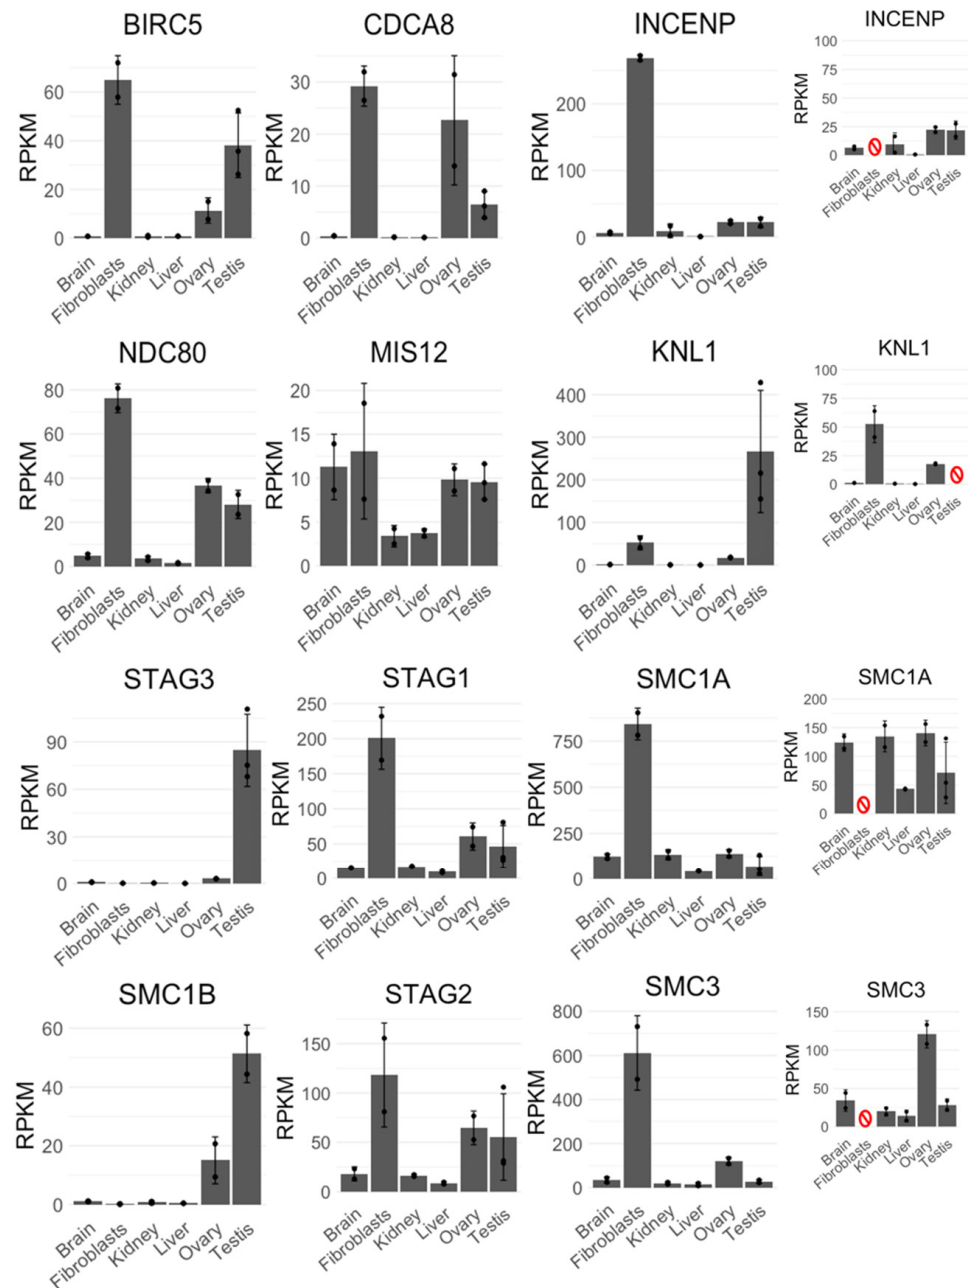 BIRC5
RPKM
60
40
20
0
Brain
Fibroblasts
Kidney
Liver
Ovary
Testis
CDCA8
RPKM
30
20
10
0
Brain
Fibroblasts
Kidney
Liver
Ovary
Testis
INCENP
RPKM
200
100
0
Brain
Fibroblasts
Kidney
Liver
Ovary
Testis
INCENP
RPKM
100
75
50
25
0
Brain
Fibroblasts
Kidney
Liver
Ovary
Testis
NDC80
RPKM
80
60
40
20
0
Brain
Fibroblasts
Kidney
Liver
Ovary
Testis
MIS12
RPKM
20
15
10
5
0
Brain
Fibroblasts
Kidney
Liver
Ovary
Testis
KNL1
RPKM
400
300
200
100
0
Brain
Fibroblasts
Kidney
Liver
Ovary
Testis
KNL1
RPKM
100
75
50
25
0
Brain
Fibroblasts
Kidney
Liver
Ovary
Testis
STAG3
RPKM
90
60
30
0
Brain
Fibroblasts
Kidney
Liver
Ovary
Testis
STAG1
RPKM
250
200
150
100
50
0
Brain
Fibroblasts
Kidney
Liver
Ovary
Testis
SMC1A
RPKM
750
500
250
0
Brain
Fibroblasts
Kidney
Liver
Ovary
Testis
SMC1A
RPKM
200
150
100
50
0
Brain
Fibroblasts
Kidney
Liver
Ovary
Testis
SMC1B
RPKM
60
40
20
0
Brain
Fibroblasts
Kidney
Liver
Ovary
Testis
STAG2
RPKM
150
100
50
0
Brain
Fibroblasts
Kidney
Liver
Ovary
Testis
SMC3
RPKM
800
600
400
200
0
Brain
Fibroblasts
Kidney
Liver
Ovary
Testis
SMC3
RPKM
150
100
50
0
Brain
Fibroblasts
Kidney
Liver
Ovary
Testis